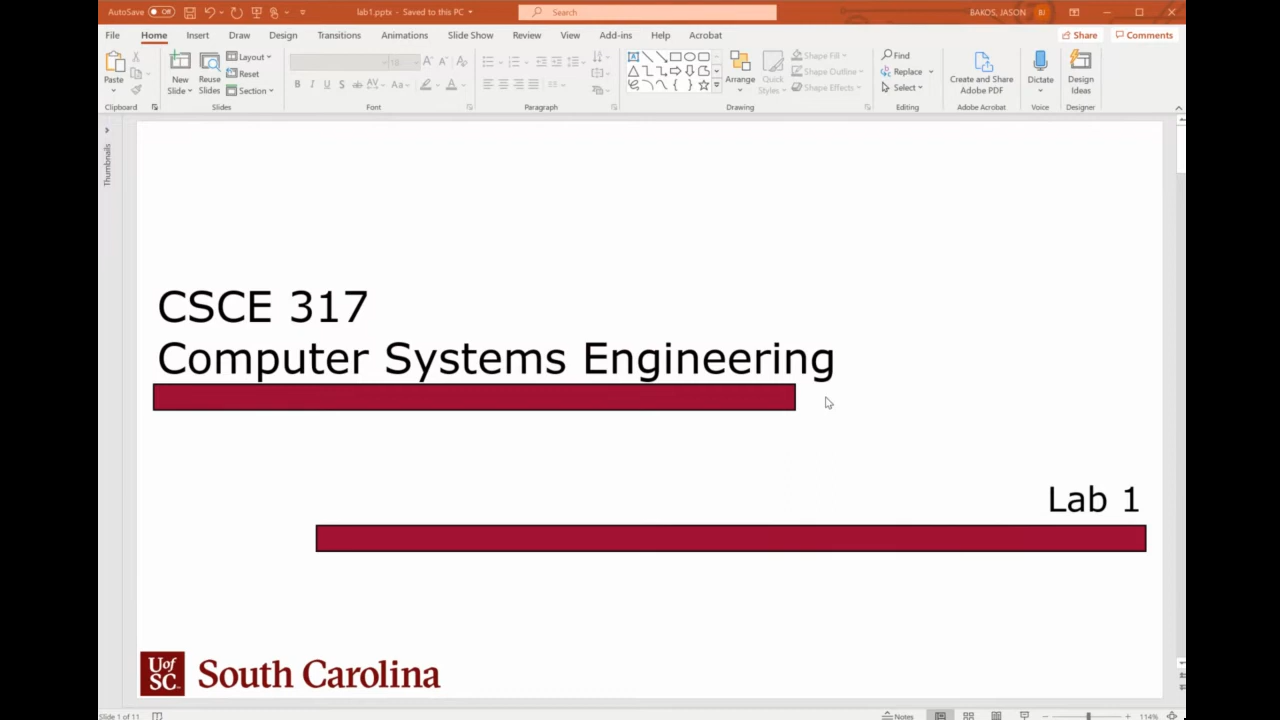 AutoSave Off lab1.pptx - Saved to this PC Search BAKOS, JASON BJ
File Home Insert Draw Design Transitions Animations Slide Show Review View Add-ins Help Acrobat Share Comments
Paste New Slide Reuse Slides Layout Reset Section
B I U S ab AV Aa A
Arrange Quick Styles Shape Fill Shape Outline Shape Effects
Find Replace Select
Create and Share Adobe PDF Dictate Design Ideas
Clipboard Slides Font Paragraph Drawing Editing Adobe Acrobat Voice Designer
Thumbnails
CSCE 317
Computer Systems Engineering
Lab 1
UofSC South Carolina
Slide 1 of 11 Notes 114%